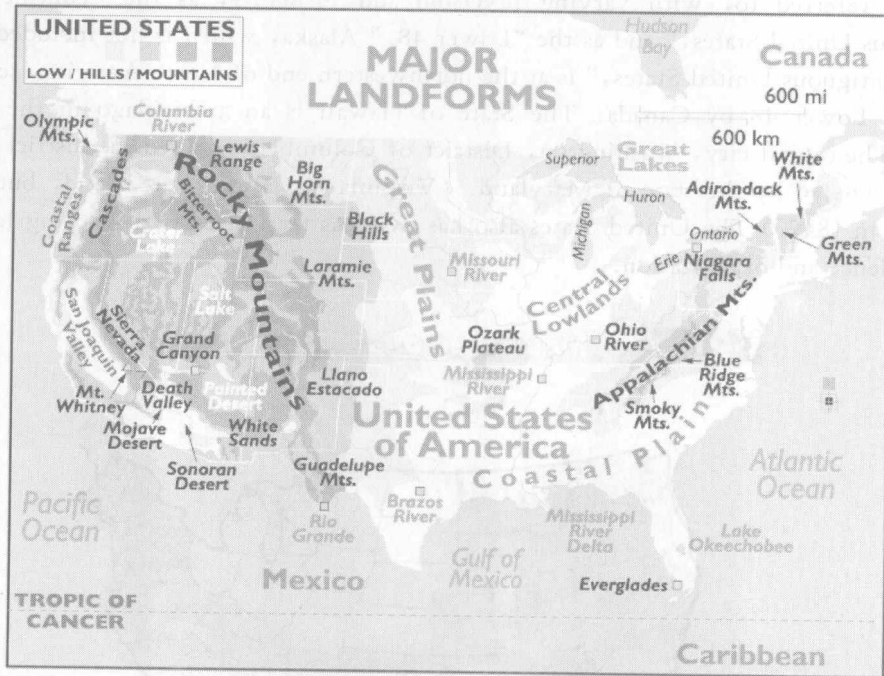 UNITED STATES
LOW / HILLS / MOUNTAINS
MAJOR
LANDFORMS
Hudson
Bay
Canada
600 mi
600 km
Olympic Mts.
Columbia
River
Cascades
Coastal
Ranges
Rocky Mountains
Lewis
Range
Bitterroot
Mts.
Big
Horn
Mts.
Black
Hills
Laramie
Mts.
Great Plains
Missouri
River
Superior
Great
Lakes
Michigan
Huron
Ontario
Erie
Niagara
Falls
White
Mts.
Adirondack
Mts.
Green
Mts.
Crater
Lake
Salt
Lake
San Joaquin
Valley
Sierra
Nevada
Grand
Canyon
Painted
Desert
Mt.
Whitney
Death
Valley
Mojave
Desert
Sonoran
Desert
White
Sands
Llano
Estacado
Guadelupe
Mts.
Ozark
Plateau
Mississippi
River
Central
Lowlands
Ohio
River
Appalachian Mts.
Blue
Ridge
Mts.
Smoky
Mts.
United States
of America
Coastal Plain
Atlantic
Ocean
Pacific
Ocean
Rio
Grande
Brazos
River
Mississippi
River
Delta
Gulf of
Mexico
Lake
Okeechobee
Everglades
Mexico
TROPIC OF
CANCER
Caribbean